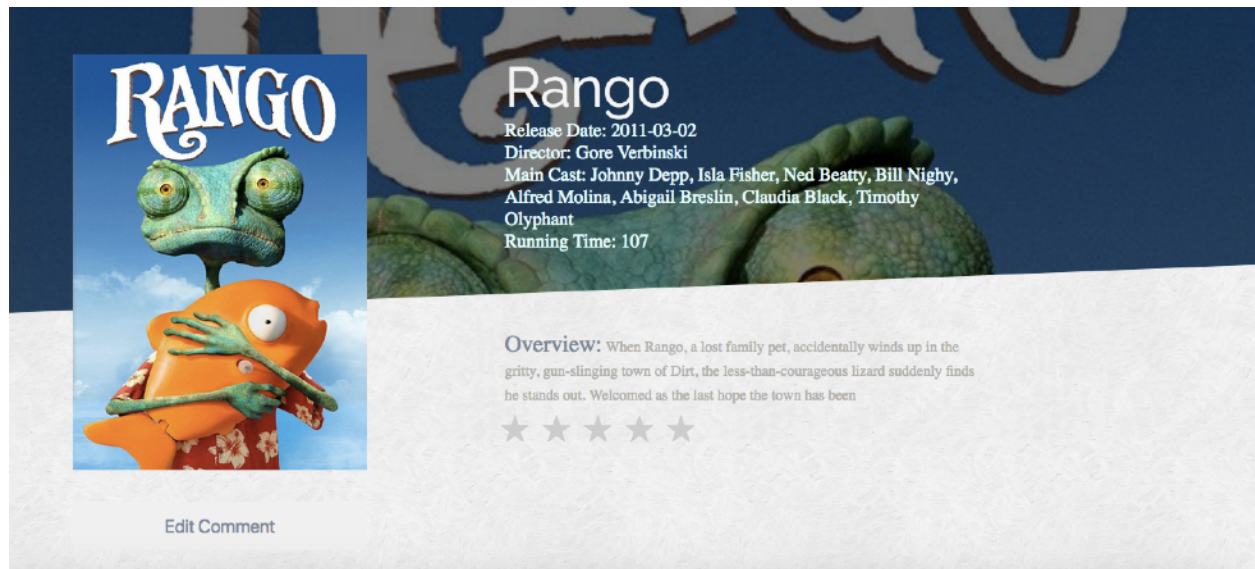 RANGO
Rango
Release Date: 2011-03-02
Director: Gore Verbinski
Main Cast: Johnny Depp, Isla Fisher, Ned Beatty, Bill Nighy,
Alfred Molina, Abigail Breslin, Claudia Black, Timothy
Olyphant
Running Time: 107
Overview: When Rango, a lost family pet, accidentally winds up in the
gritty, gun-slinging town of Dirt, the less-than-courageous lizard suddenly finds
he stands out. Welcomed as the last hope the town has been
Edit Comment